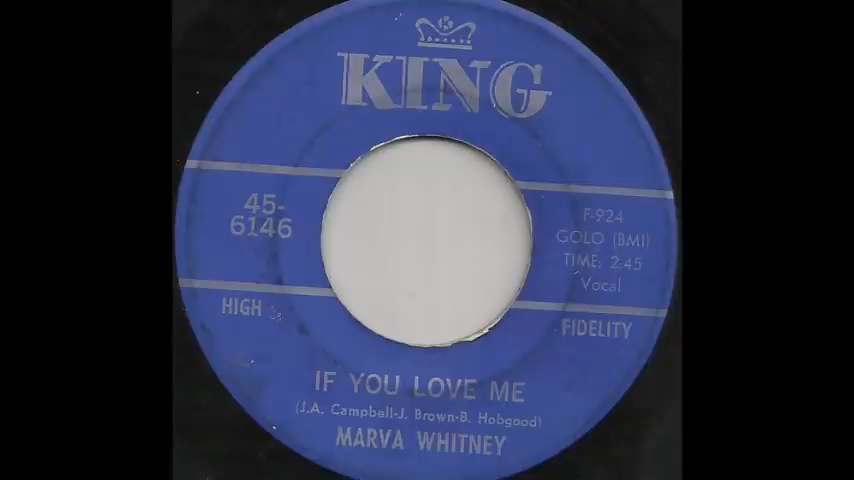 KING
45-
6146
F-924
GOLO (BMI)
TIME: 2:45
Vocal
HIGH
FIDELITY
IF YOU LOVE ME
(J.A. Campbell-J. Brown-B. Hobgood)
MARVA WHITNEY